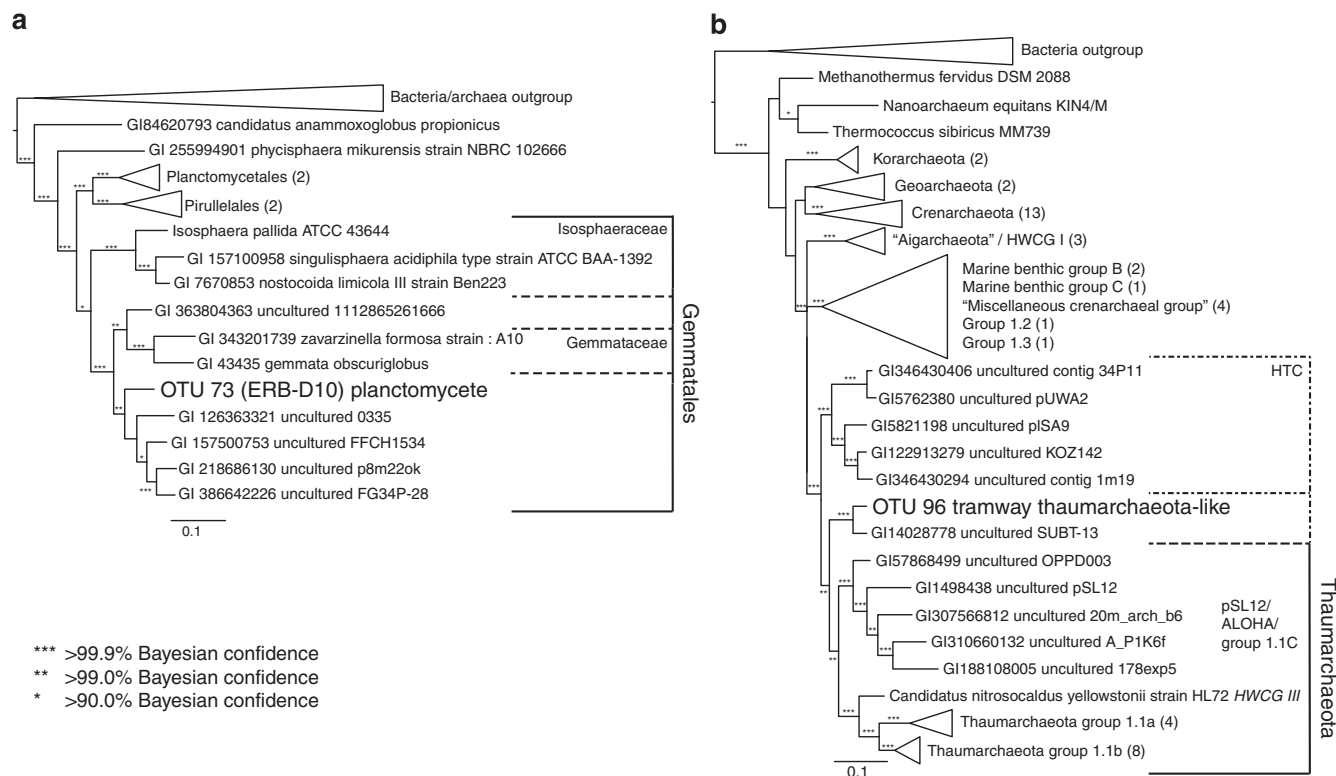 a
Bacteria/archaea outgroup
GI84620793 candidatus anammoxoglobus propionicus
GI 255994901 phycisphaera mikurensis strain NBRC 102666
Planctomycetales (2)
Pirullelales (2)
Isosphaera pallida ATCC 43644
Isosphaeraceae
GI 157100958 singulisphaera acidiphila type strain ATCC BAA-1392
GI 7670853 nostocoida limicola III strain Ben223
GI 363804363 uncultured 1112865261666
GI 343201739 zavarzinella formosa strain : A10
Gemmataceae
GI 43435 gemmata obscuriglobus
OTU 73 (ERB-D10) planctomycete
GI 126363321 uncultured 0335
GI 157500753 uncultured FFCH1534
GI 218686130 uncultured p8m22ok
GI 386642226 uncultured FG34P-28
Gemmatales
0.1
*** >99.9% Bayesian confidence
** >99.0% Bayesian confidence
* >90.0% Bayesian confidence
b
Bacteria outgroup
Methanothermus fervidus DSM 2088
Nanoarchaeum equitans KIN4/M
Thermococcus sibiricus MM739
Korarchaeota (2)
Geoarchaeota (2)
Crenarchaeota (13)
"Aigarchaeota" / HWCG I (3)
Marine benthic group B (2)
Marine benthic group C (1)
"Miscellaneous crenarchaeal group" (4)
Group 1.2 (1)
Group 1.3 (1)
GI346430406 uncultured contig 34P11
HTC
GI5762380 uncultured pUWA2
GI5821198 uncultured pISA9
GI122913279 uncultured KOZ142
GI346430294 uncultured contig 1m19
OTU 96 tramway thaumarchaeota-like
GI14028778 uncultured SUBT-13
GI57868499 uncultured OPPD003
GI1498438 uncultured pSL12
GI307566812 uncultured 20m_arch_b6
GI310660132 uncultured A_P1K6f
GI188108005 uncultured 178exp5
pSL12/
ALOHA/
group 1.1C
Candidatus nitrosocaldus yellowstonii strain HL72 HWCG III
Thaumarchaeota group 1.1a (4)
Thaumarchaeota group 1.1b (8)
Thaumarchaeota
0.1